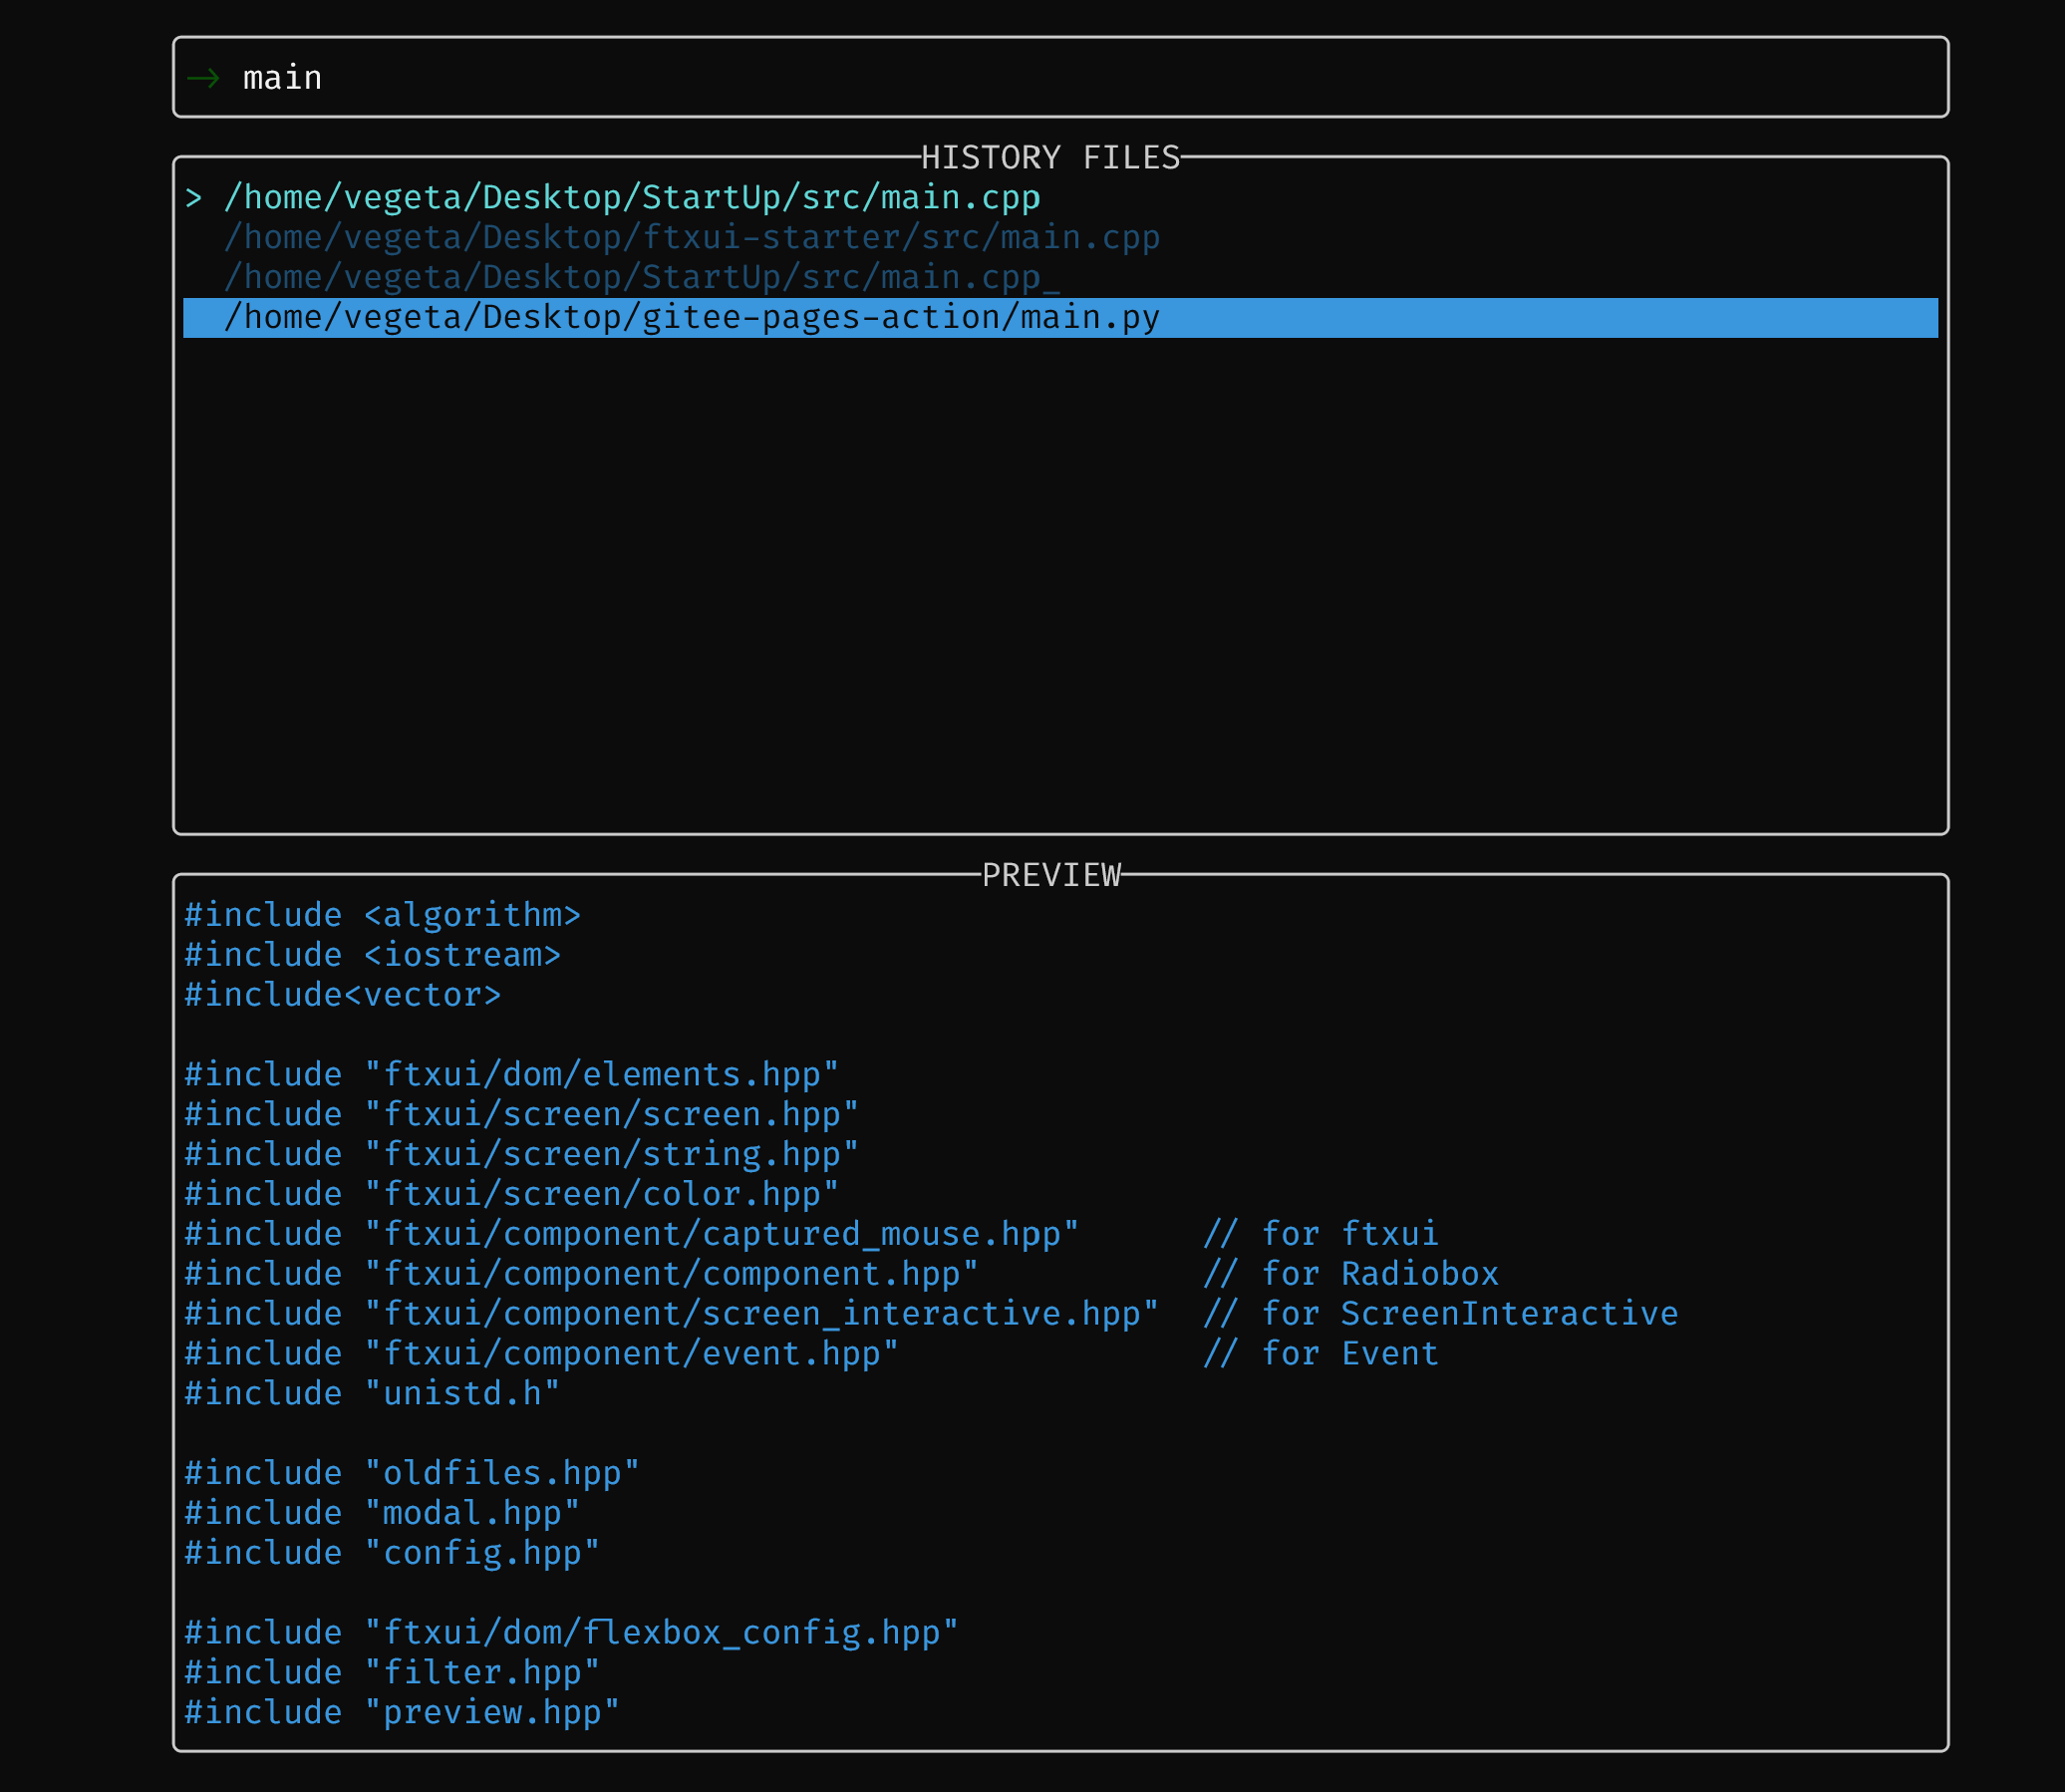 → main
HISTORY FILES
> /home/vegeta/Desktop/StartUp/src/main.cpp
/home/vegeta/Desktop/ftxui-starter/src/main.cpp
/home/vegeta/Desktop/StartUp/src/main.cpp_
/home/vegeta/Desktop/gitee-pages-action/main.py
PREVIEW
#include <algorithm>
#include <iostream>
#include<vector>
#include "ftxui/dom/elements.hpp"
#include "ftxui/screen/screen.hpp"
#include "ftxui/screen/string.hpp"
#include "ftxui/screen/color.hpp"
#include "ftxui/component/captured_mouse.hpp"      // for ftxui
#include "ftxui/component/component.hpp"           // for Radiobox
#include "ftxui/component/screen_interactive.hpp"  // for ScreenInteractive
#include "ftxui/component/event.hpp"               // for Event
#include "unistd.h"
#include "oldfiles.hpp"
#include "modal.hpp"
#include "config.hpp"
#include "ftxui/dom/flexbox_config.hpp"
#include "filter.hpp"
#include "preview.hpp"